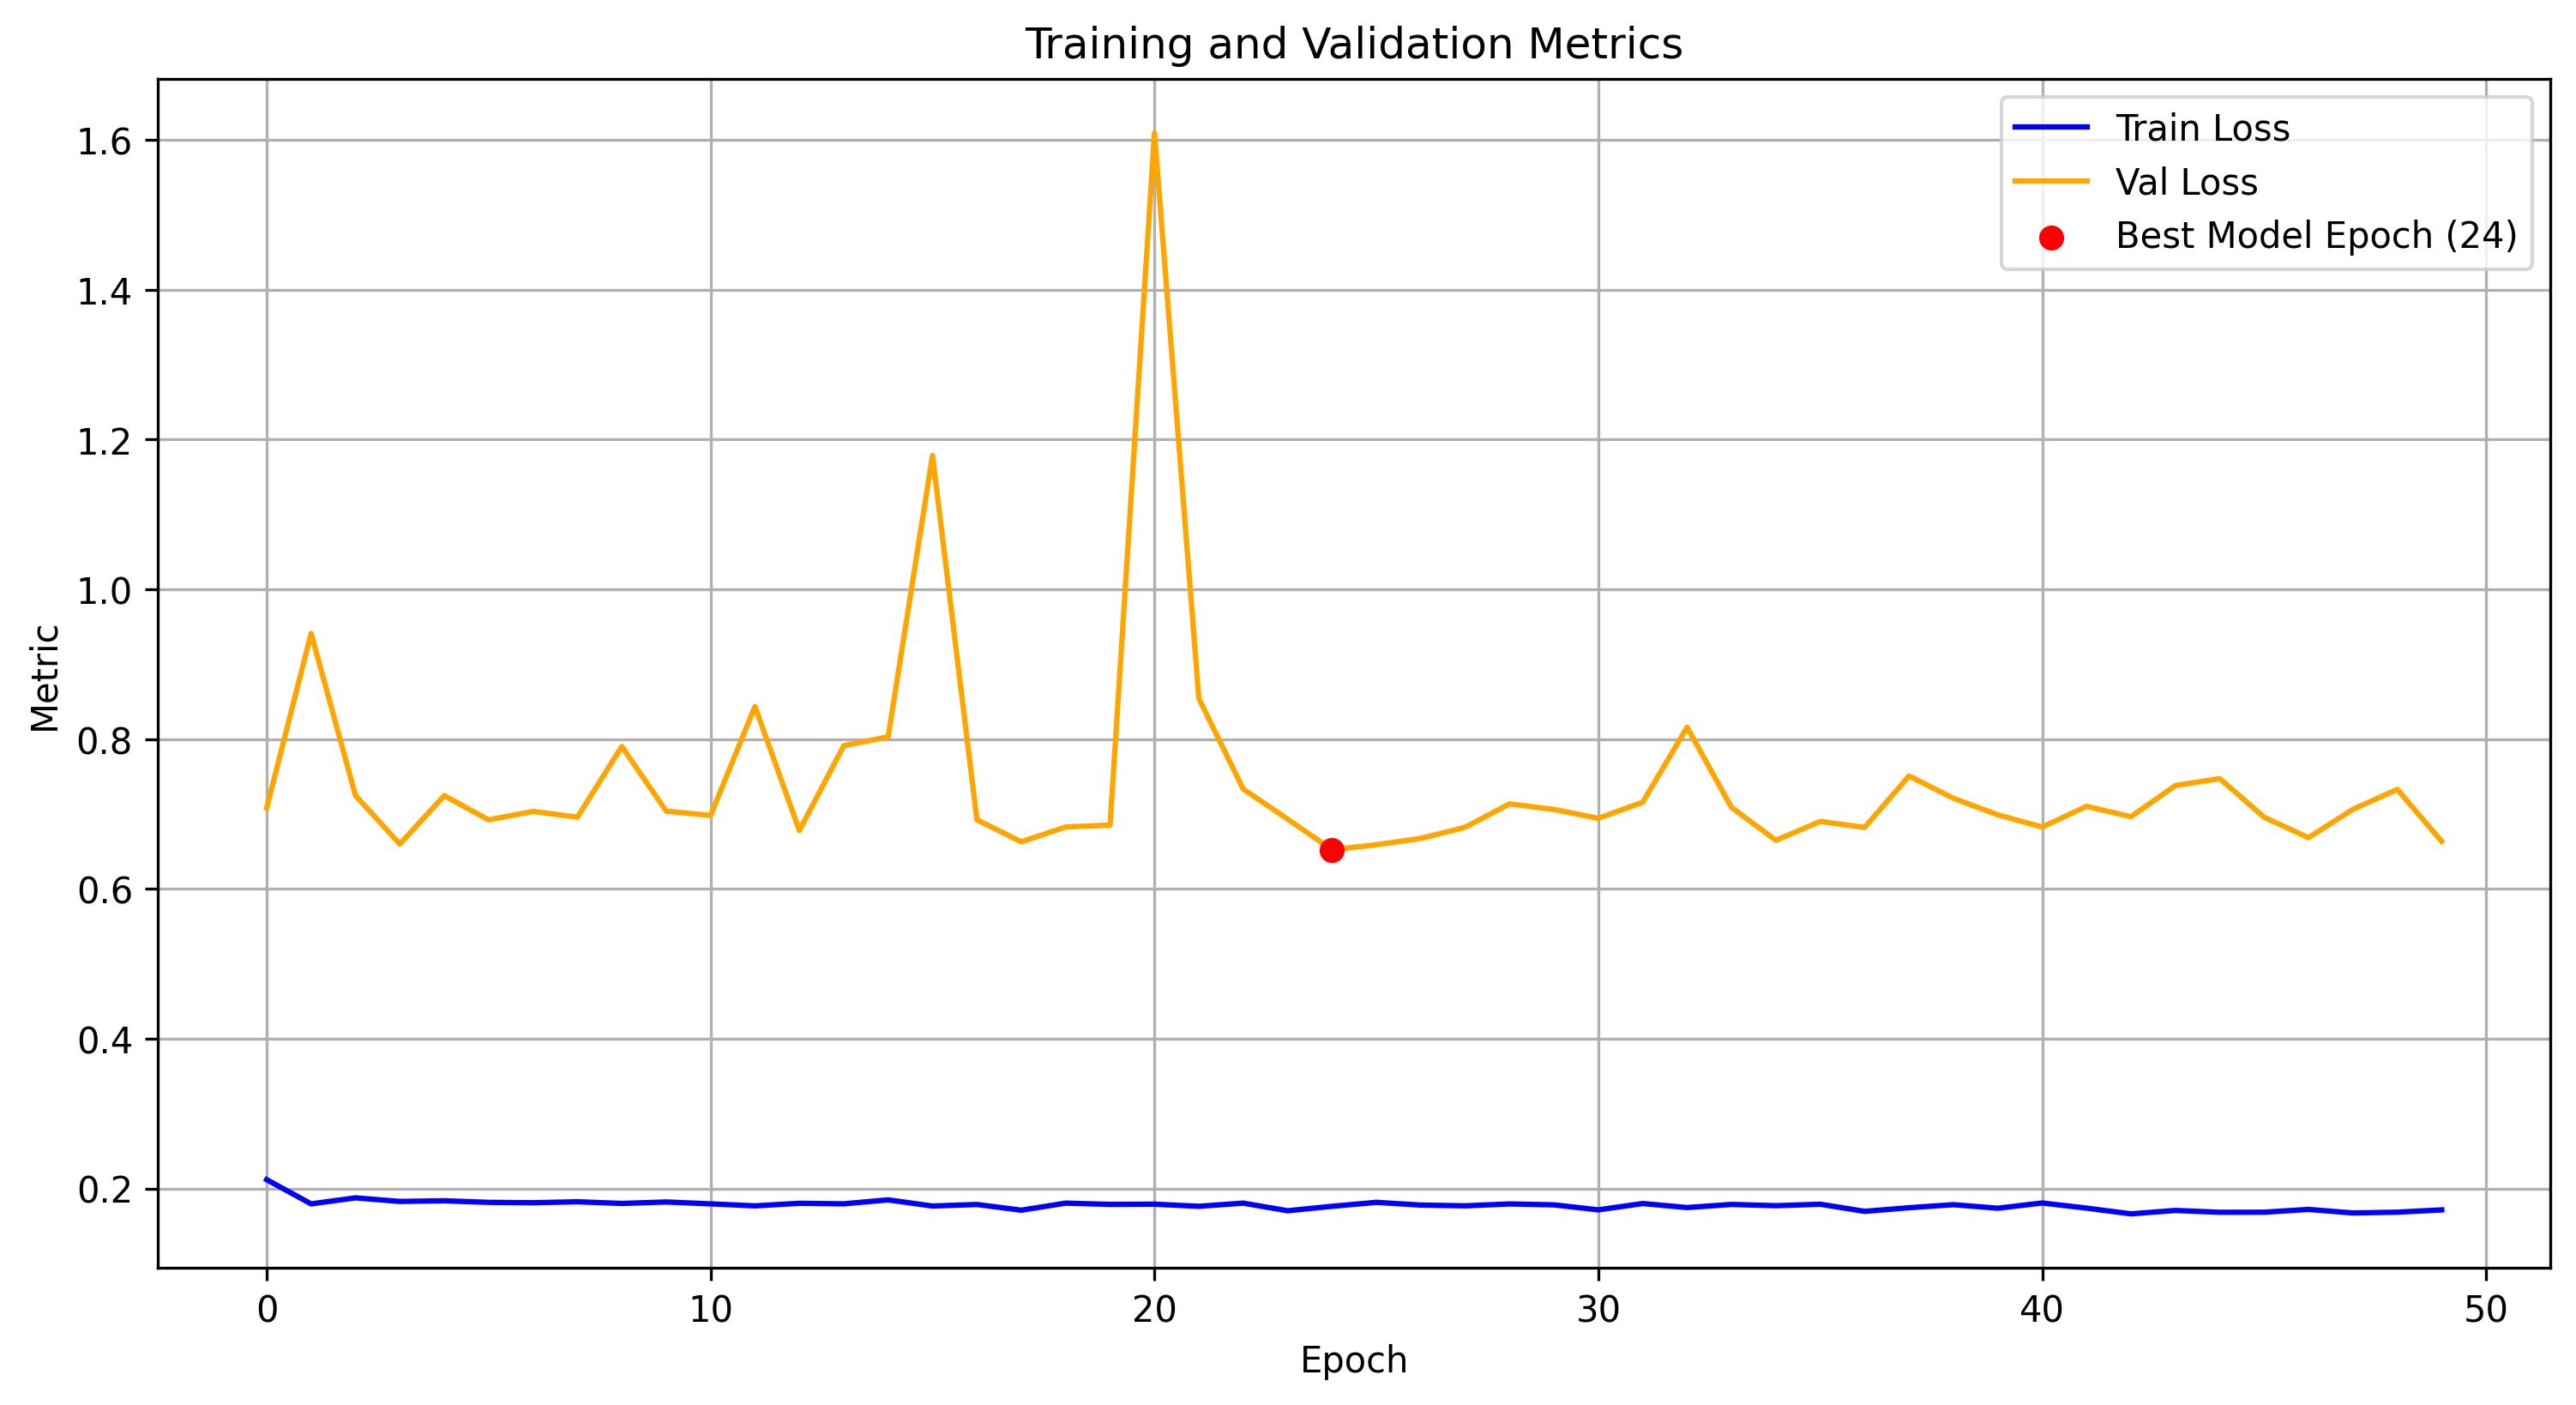 Training and Validation Metrics
Train Loss
Val Loss
Best Model Epoch (24)
Metric
1.6
1.4
1.2
1.0
0.8
0.6
0.4
0.2
0 10 20 30 40 50
Epoch